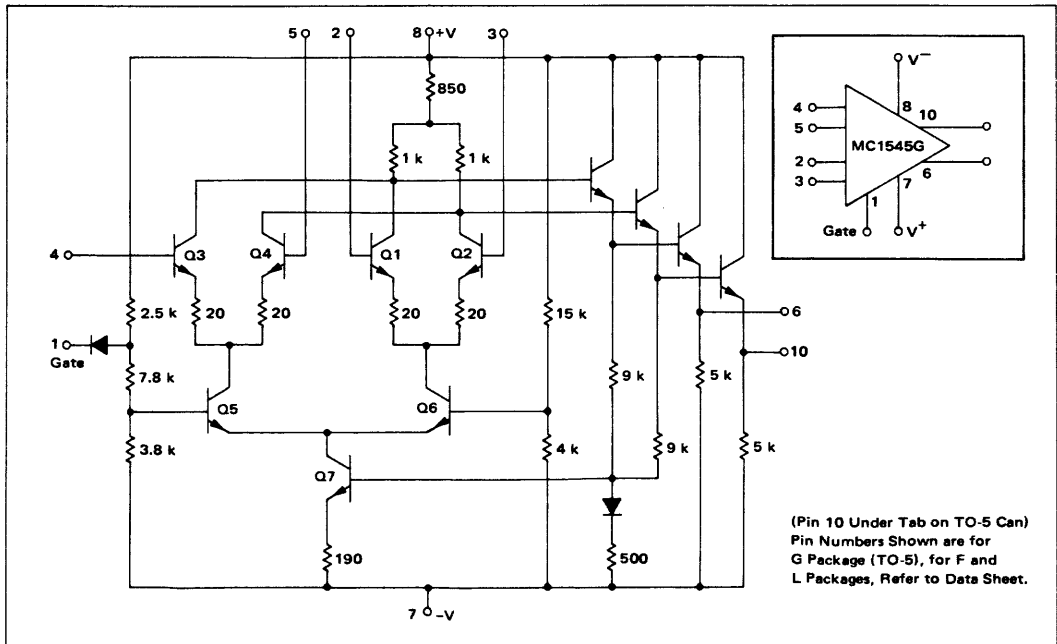 5
2
8
+V
3
850
1 k
1 k
4
Q3
Q4
Q1
Q2
20
20
20
20
2.5 k
15 k
1
Gate
7.8 k
Q5
Q6
3.8 k
4 k
Q7
190
9 k
9 k
5 k
5 k
500
6
10
7
-V
V-
8
10
4
5
2
3
MC1545G
7
6
1
Gate
V+
(Pin 10 Under Tab on TO-5 Can)
Pin Numbers Shown are for
G Package (TO-5), for F and
L Packages, Refer to Data Sheet.